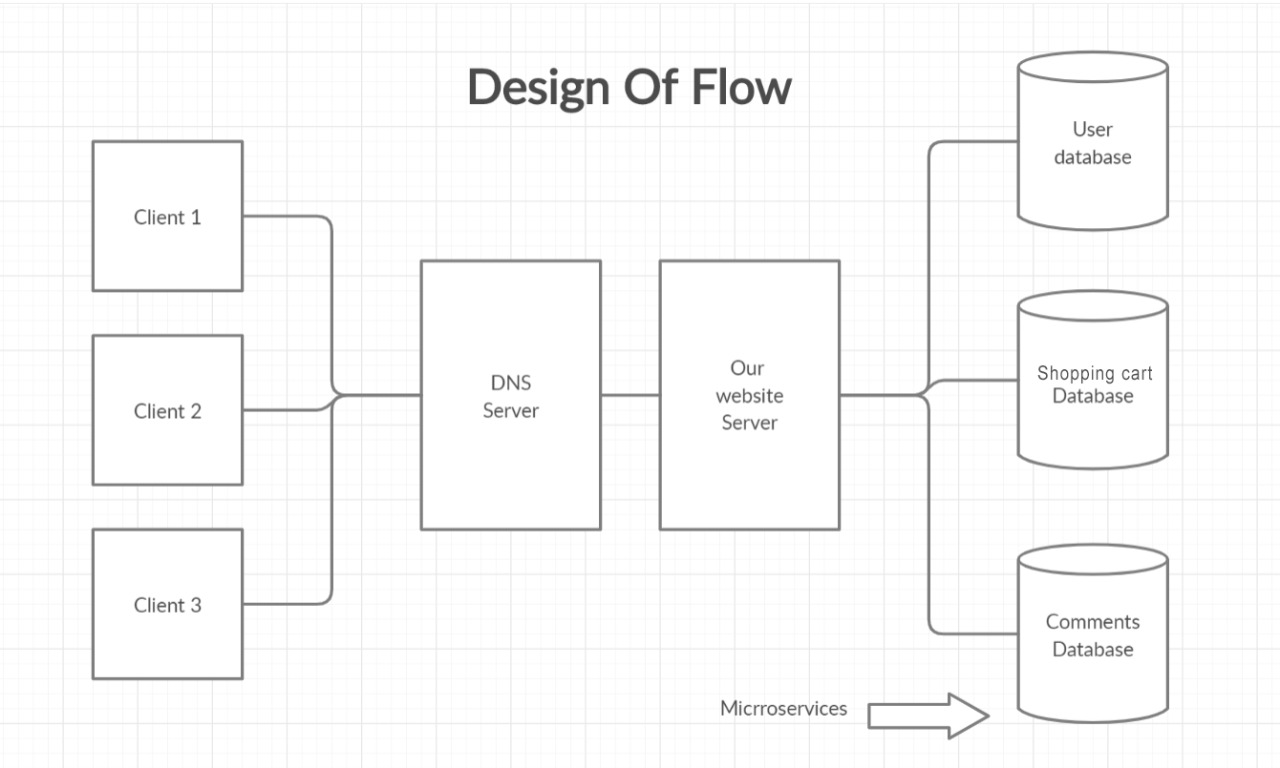 Design Of Flow
Client 1
Client 2
Client 3
DNS
Server
Our
website
Server
User
database
Shopping cart
Database
Comments
Database
Micrroservices